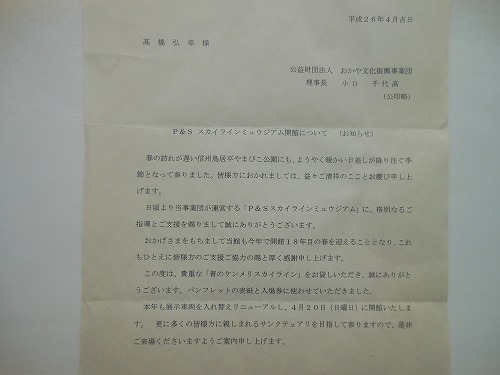 平成26年4月吉日
高橋弘幸様
公益財団法人 おかや文化振興事業団
理事長 小口 千代高
(公印略)
P&S スカイラインミュウジアム開館について (お知らせ)
春の訪れが遅い信州鳥居平やまびこ公園にも、ようやく暖かい日差しが降り注ぐ季
節となって参りました。皆様方におかれましては、益々ご清祥のこことお慶び申し上
げます。
日頃より当事業団が運営する「P&Sスカイラインミュウジアム」に、格別なるご
指導とご支援を賜りまして誠にありがとうございます。
おかげさまをもちまして当館も今年で開館18年目の春を迎えることとなり、これ
もひとえに皆様方のご支援ご協力の賜と厚く感謝申し上げます。
この度は、貴重な「青のケンメリスカイライン」をお貸しいただき、誠にありがと
うございます。パンフレットの表紙と入場券に使わせていただきました。
本年も展示車両を入れ替えリニューアルし、4月20日(日曜日)に開館いたしま
す。 更に多くの皆様方に親しまれるサンクテュアリを目指して参りますので、是非
ご来場くださいますようご案内申し上げます。